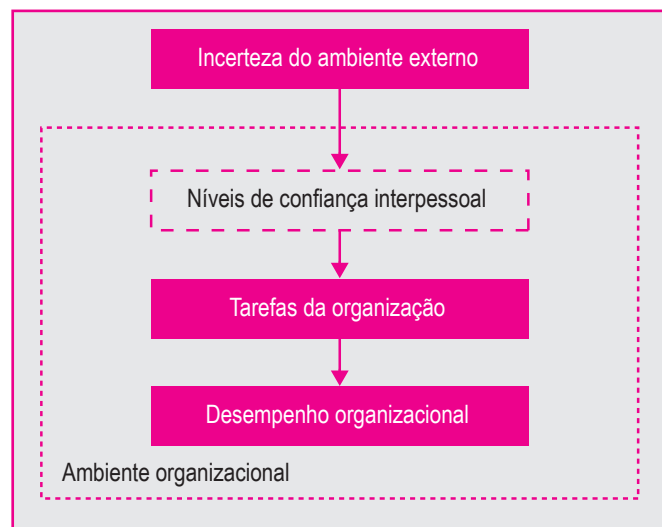 Incerteza do ambiente externo
Níveis de confiança interpessoal
Tarefas da organização
Desempenho organizacional
Ambiente organizacional